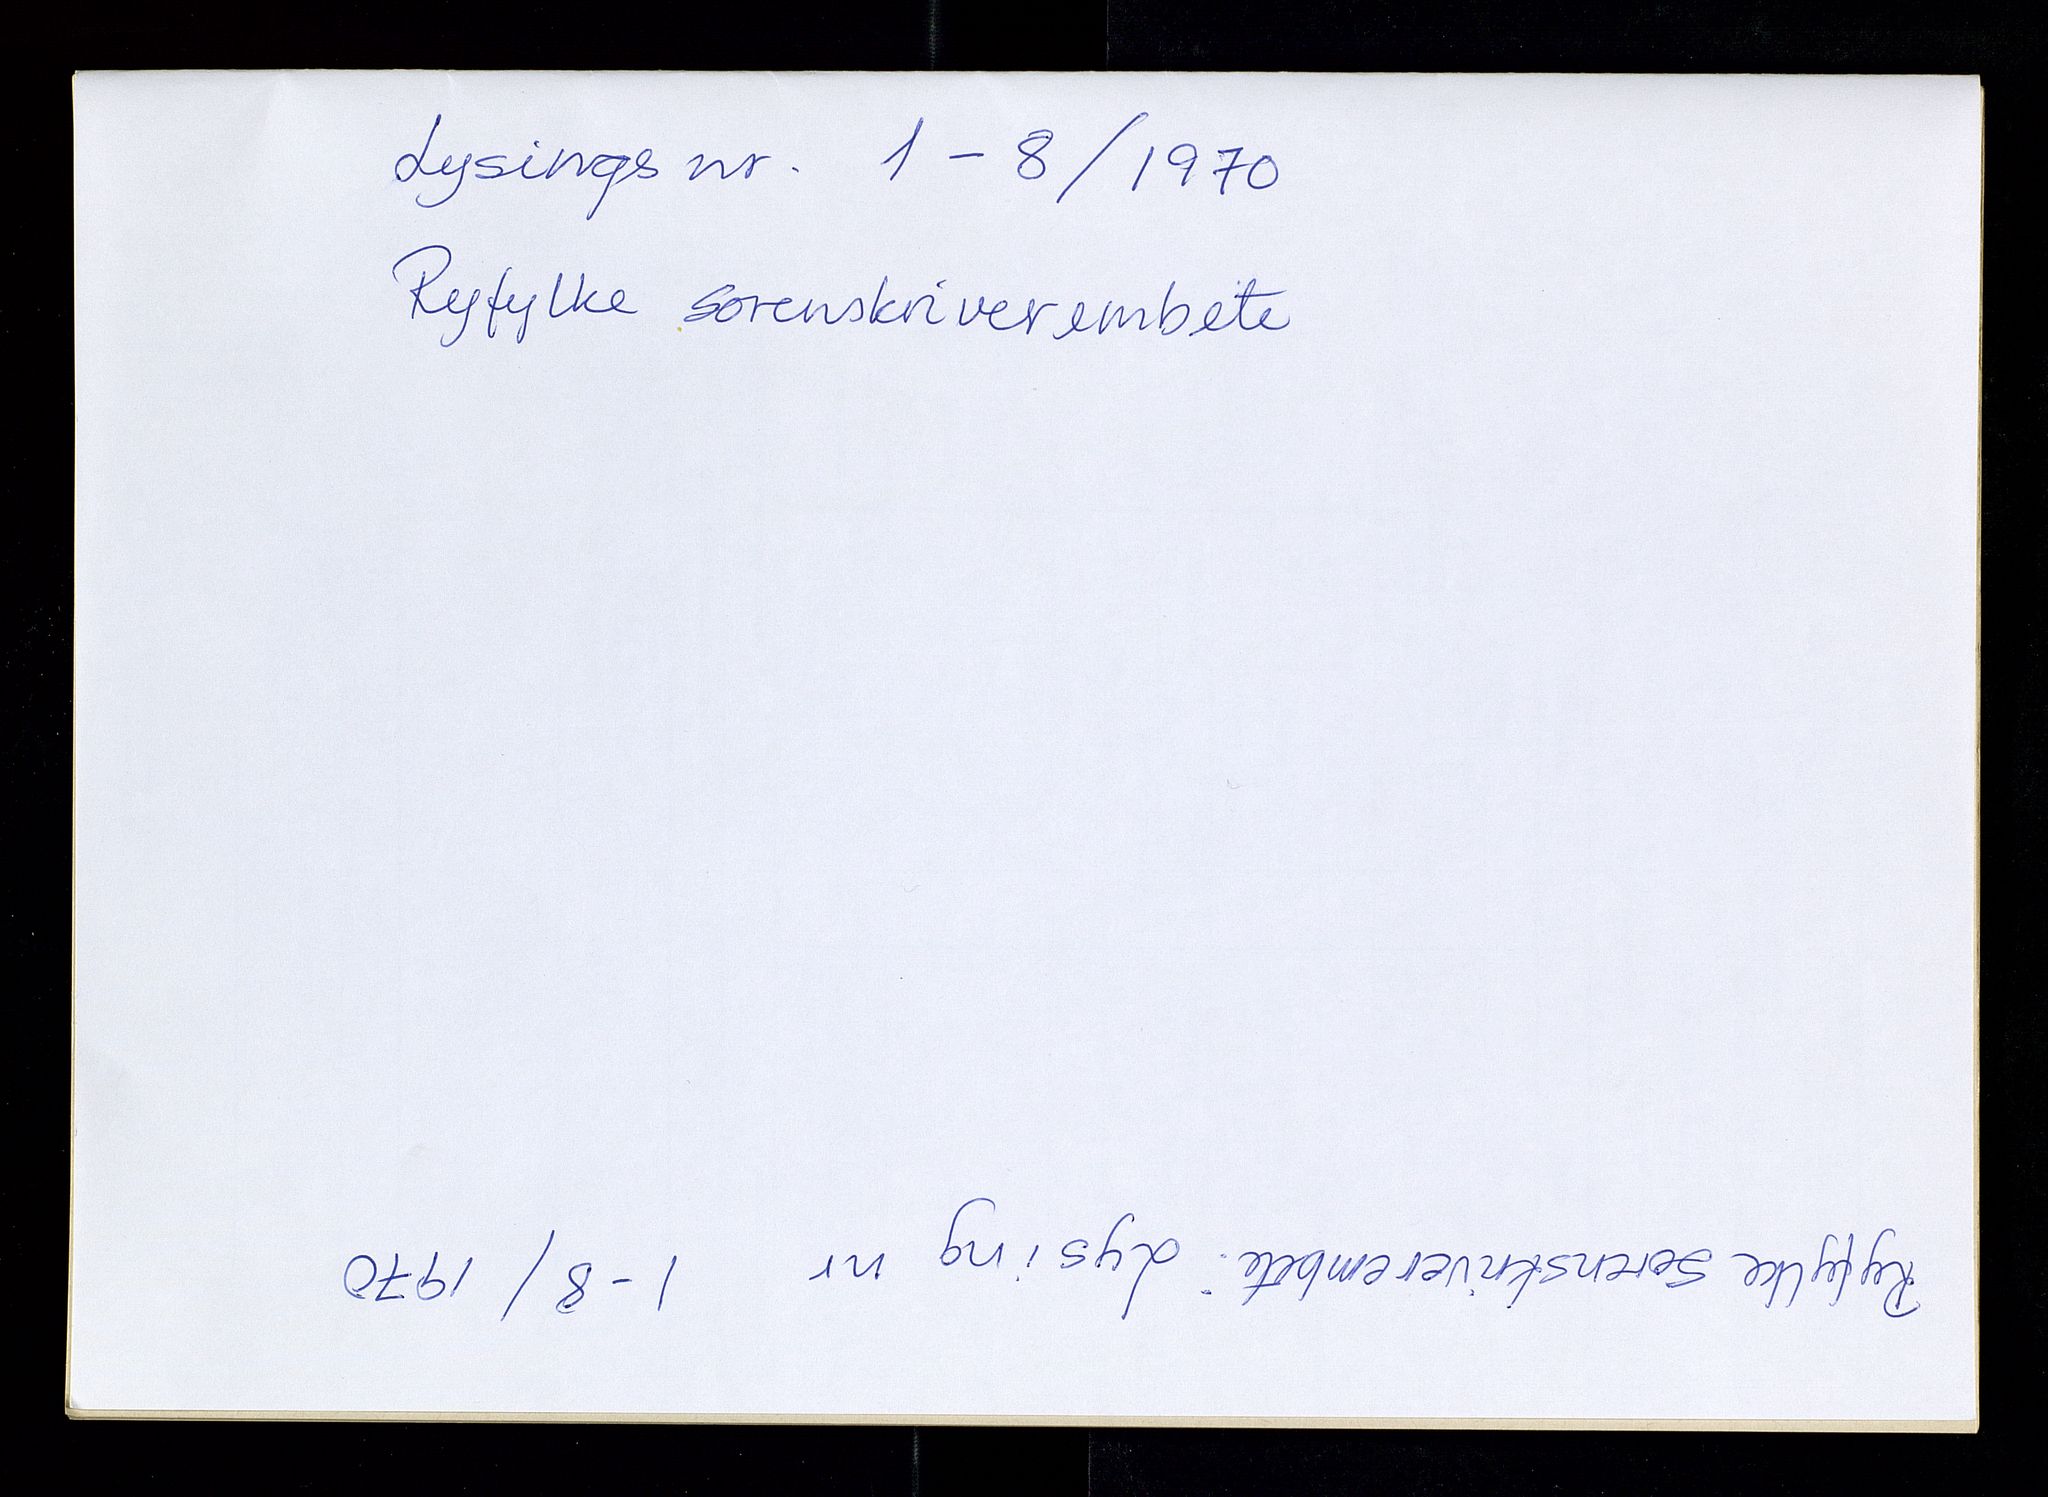 Lysings nr. 1 - 8/1970
Ryfylke sorenskriverembete
Ryfylke sorenskriverembete. Lysing nr 1-8/1970